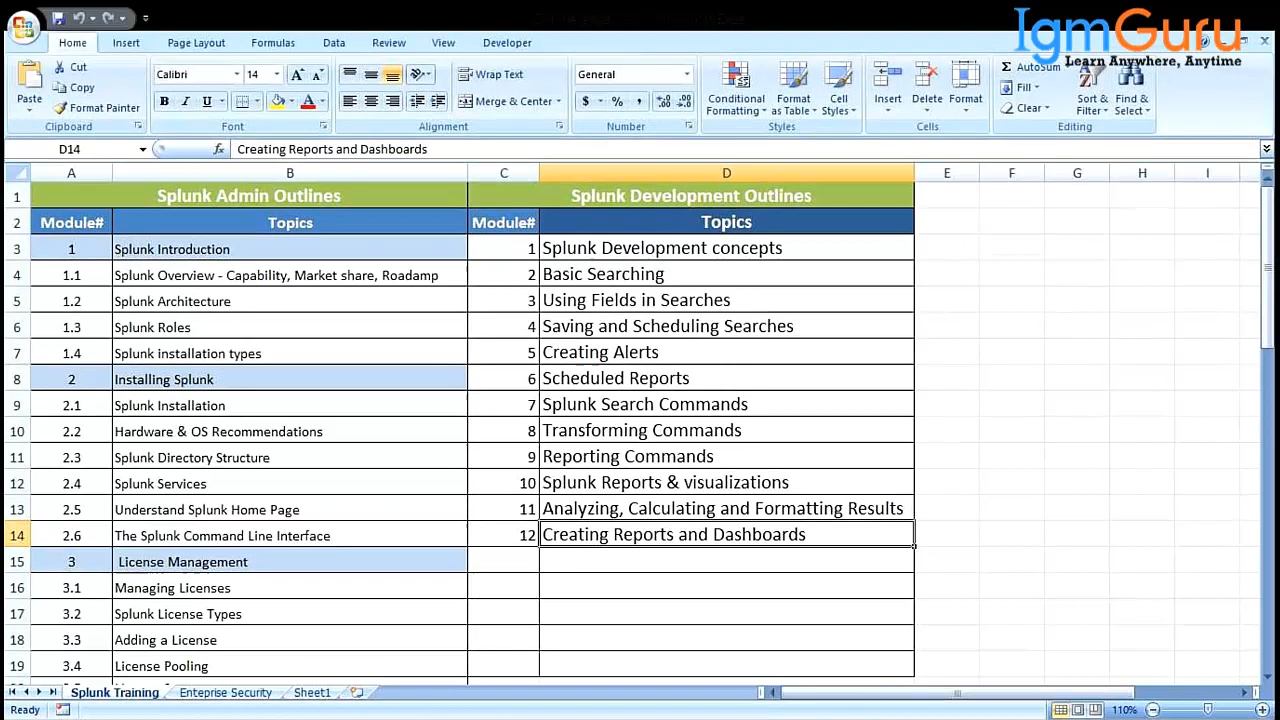 IgmGuru
Learn Anywhere, Anytime
Home Insert Page Layout Formulas Data Review View Developer
Paste
Cut
Copy
Format Painter
Clipboard
Calibri 14
B I U
Font
Wrap Text
Merge & Center
Alignment
General
$ % ,
Number
Conditional Formatting
Format as Table
Cell Styles
Styles
Insert
Delete
Format
Cells
Σ AutoSum
Fill
Clear
Sort & Filter
Find & Select
Editing
D14 fx Creating Reports and Dashboards
A B C D E F G H I
1 Splunk Admin Outlines Splunk Development Outlines
2 Module# Topics Module# Topics
3 1 Splunk Introduction 1 Splunk Development concepts
4 1.1 Splunk Overview - Capability, Market share, Roadamp 2 Basic Searching
5 1.2 Splunk Architecture 3 Using Fields in Searches
6 1.3 Splunk Roles 4 Saving and Scheduling Searches
7 1.4 Splunk installation types 5 Creating Alerts
8 2 Installing Splunk 6 Scheduled Reports
9 2.1 Splunk Installation 7 Splunk Search Commands
10 2.2 Hardware & OS Recommendations 8 Transforming Commands
11 2.3 Splunk Directory Structure 9 Reporting Commands
12 2.4 Splunk Services 10 Splunk Reports & visualizations
13 2.5 Understand Splunk Home Page 11 Analyzing, Calculating and Formatting Results
14 2.6 The Splunk Command Line Interface 12 Creating Reports and Dashboards
15 3 License Management
16 3.1 Managing Licenses
17 3.2 Splunk License Types
18 3.3 Adding a License
19 3.4 License Pooling
Splunk Training Enteprise Security Sheet1
Ready 110%